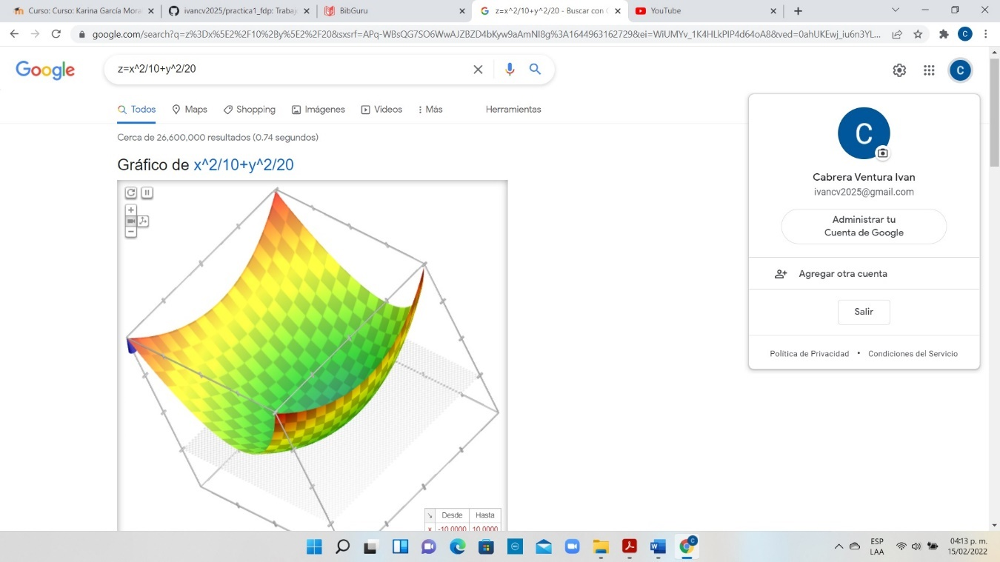 Curso: Curso: Karina García Mora
ivancv2025/practica1_fdp: Trabaj
BibGuru
z=x^2/10+y^2/20 - Buscar con G
YouTube
google.com/search?q=z%3Dx%5E2%2F10%2By%5E2%2F20&sxsrf=APq-WBsQG7SO6WwAJZBZD4bKyw9aAmNI8g%3A1644963162729&ei=WiUMYv_1K4HLkPIP4d64oA8&ved=0ahUKEwj_iu6n3YL...
C
Google
z=x^2/10+y^2/20
C
Todos
Maps
Shopping
Imágenes
Videos
Más
Herramientas
Cerca de 26,600,000 resultados (0.74 segundos)
Gráfico de x^2/10+y^2/20
Desde Hasta
x -10.0000 10.0000
C
Cabrera Ventura Ivan
ivancv2025@gmail.com
Administrar tu
Cuenta de Google
Agregar otra cuenta
Salir
Política de Privacidad • Condiciones del Servicio
ESP
LAA
04:13 p. m.
15/02/2022